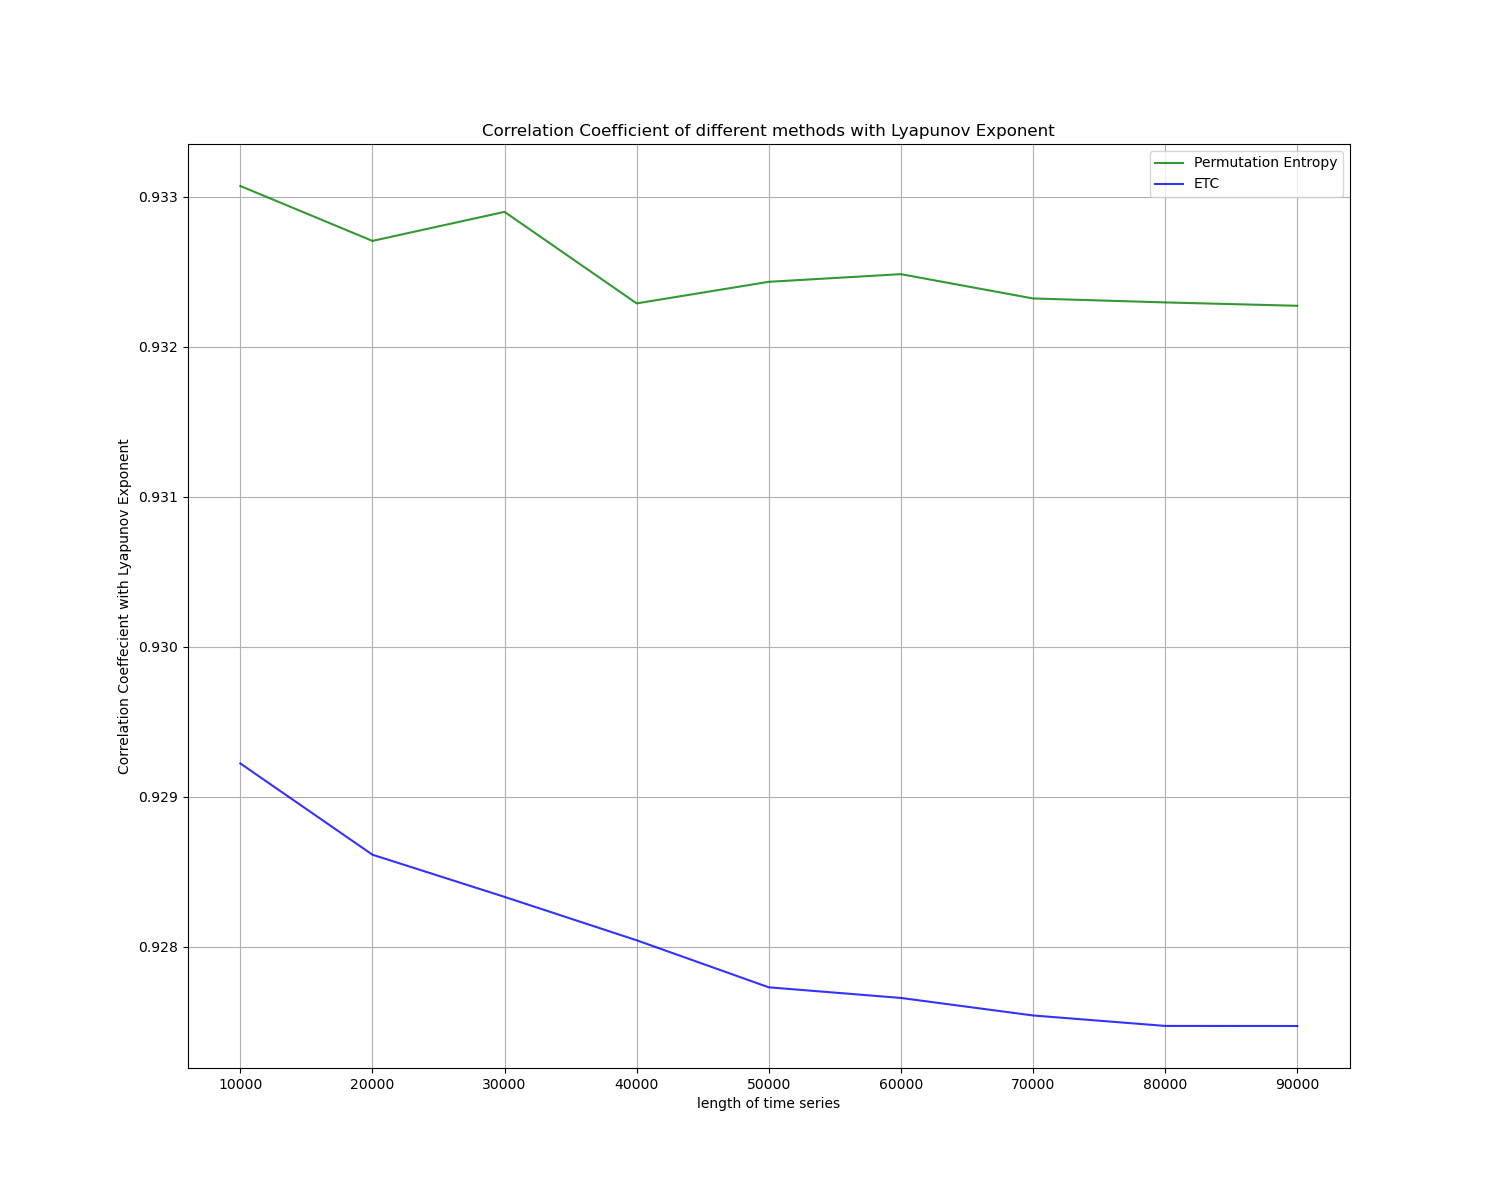 Correlation Coefficient of different methods with Lyapunov Exponent
Permutation Entropy
ETC
Correlation Coeffecient with Lyapunov Exponent
0.933
0.932
0.931
0.930
0.929
0.928
10000 20000 30000 40000 50000 60000 70000 80000 90000
length of time series